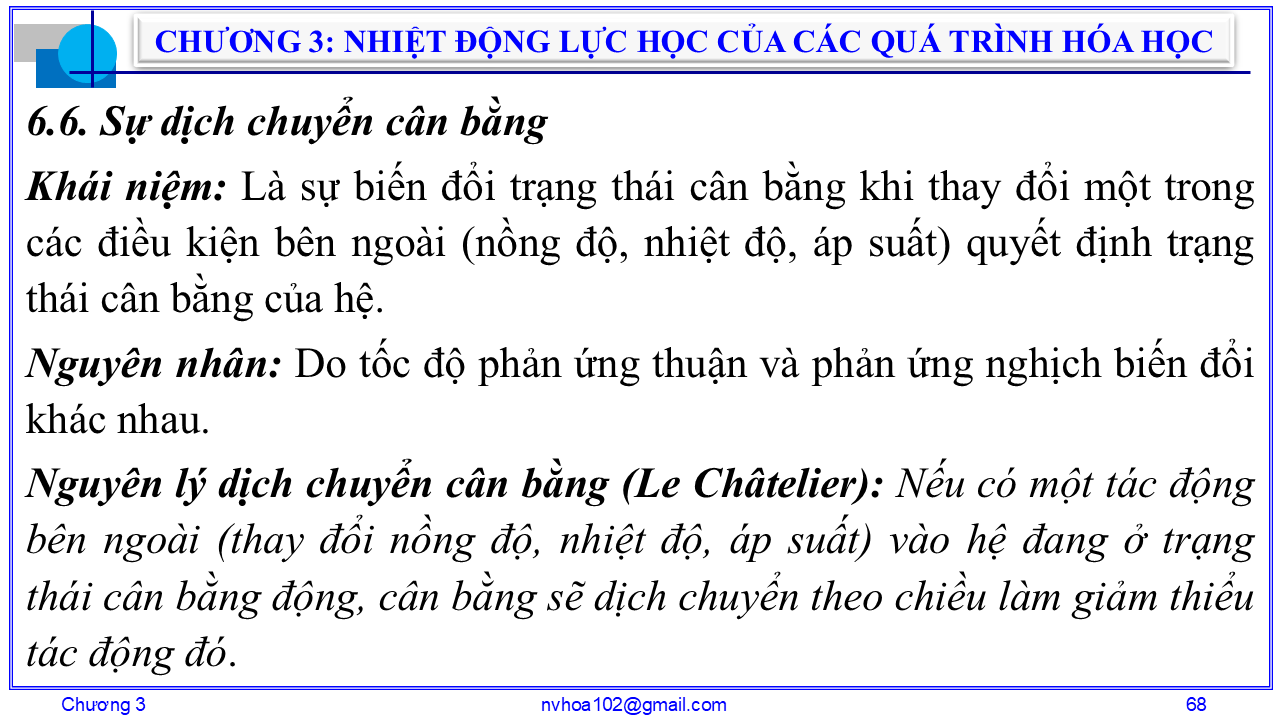 CHƯƠNG 3: NHIỆT ĐỘNG LỰC HỌC CỦA CÁC QUÁ TRÌNH HÓA HỌC
6.6. Sự dịch chuyển cân bằng
Khái niệm: Là sự biến đổi trạng thái cân bằng khi thay đổi một trong
các điều kiện bên ngoài (nồng độ, nhiệt độ, áp suất) quyết định trạng
thái cân bằng của hệ.
Nguyên nhân: Do tốc độ phản ứng thuận và phản ứng nghịch biến đổi
khác nhau.
Nguyên lý dịch chuyển cân bằng (Le Châtelier): Nếu có một tác động
bên ngoài (thay đổi nồng độ, nhiệt độ, áp suất) vào hệ đang ở trạng
thái cân bằng động, cân bằng sẽ dịch chuyển theo chiều làm giảm thiểu
tác động đó.
Chương 3
nvhoa102@gmail.com
68